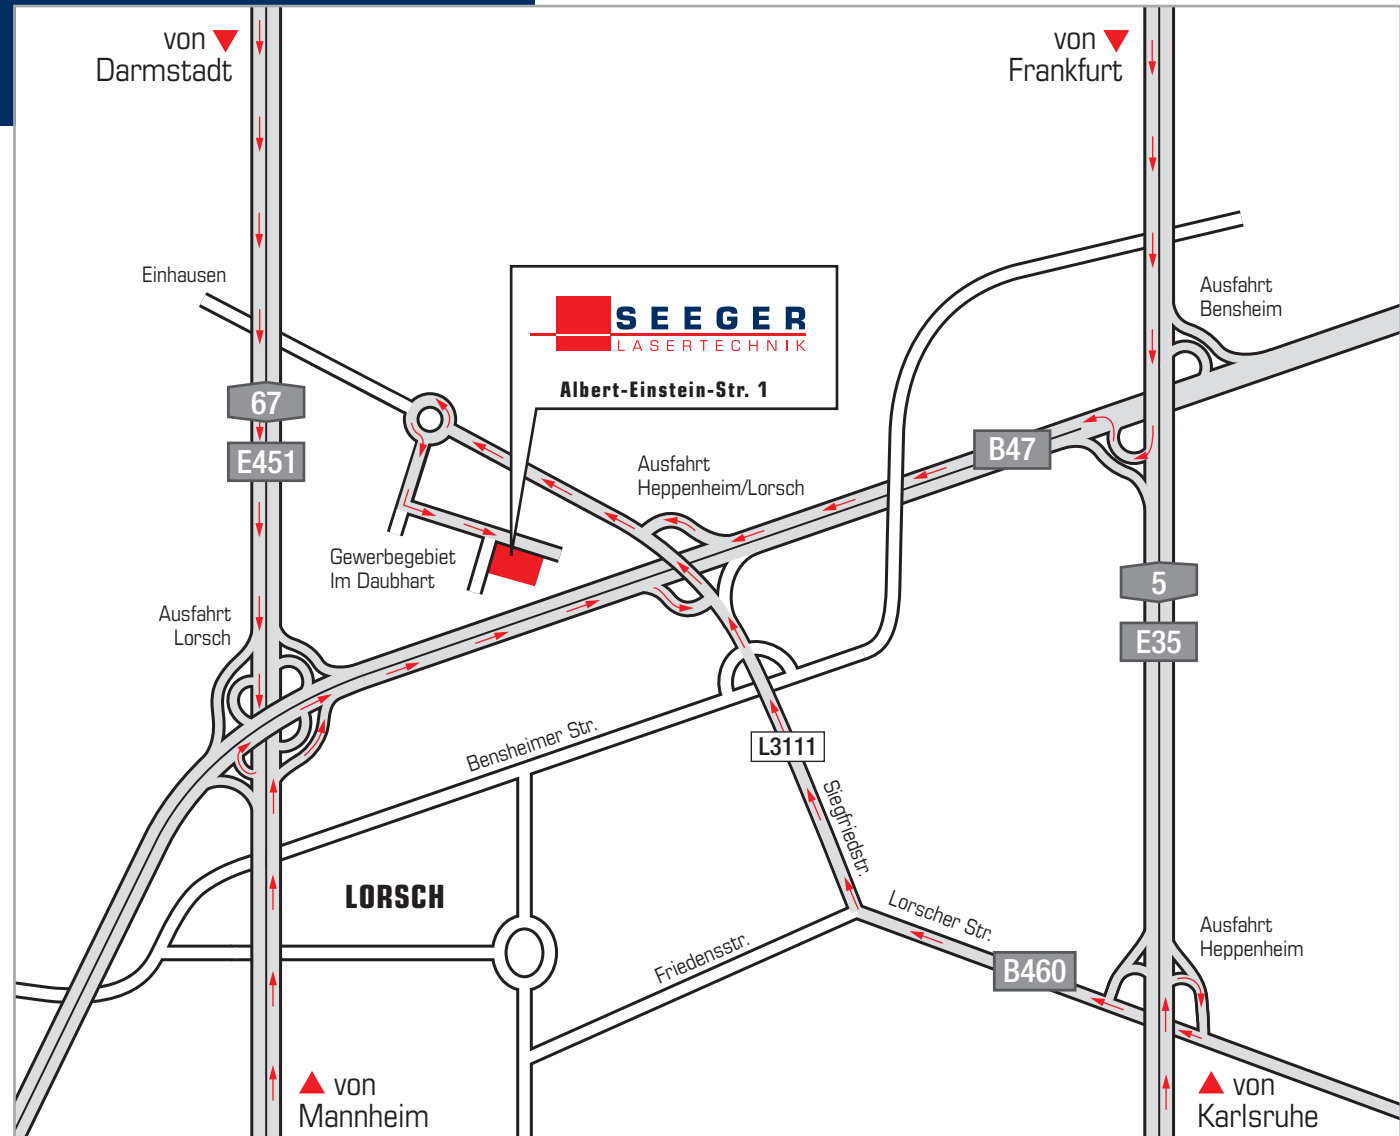 von
Darmstadt
von
Frankfurt
Einhausen
Ausfahrt
Bensheim
SEEGER
LASERTECHNIK
Albert-Einstein-Str. 1
67
E451
B47
Ausfahrt
Heppenheim/Lorsch
Gewerbegebiet
Im Daubhart
5
E35
Ausfahrt
Lorsch
Bensheimer Str.
L3111
Siegfriedstr.
LORSCH
Lorscher Str.
Friedensstr.
B460
Ausfahrt
Heppenheim
von
Mannheim
von
Karlsruhe